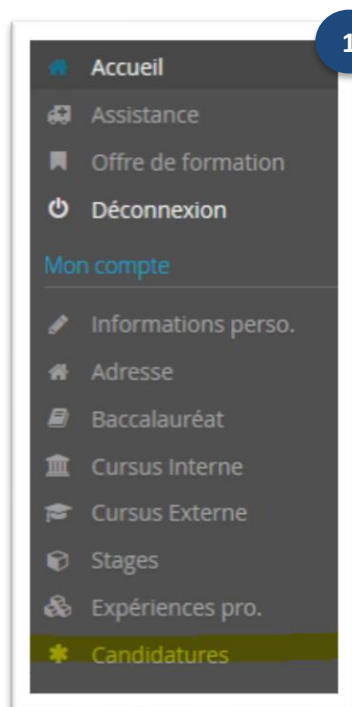 1
Accueil
Assistance
Offre de formation
Déconnexion
Mon compte
Informations perso.
Adresse
Baccalauréat
Cursus Interne
Cursus Externe
Stages
Expériences pro.
Candidatures